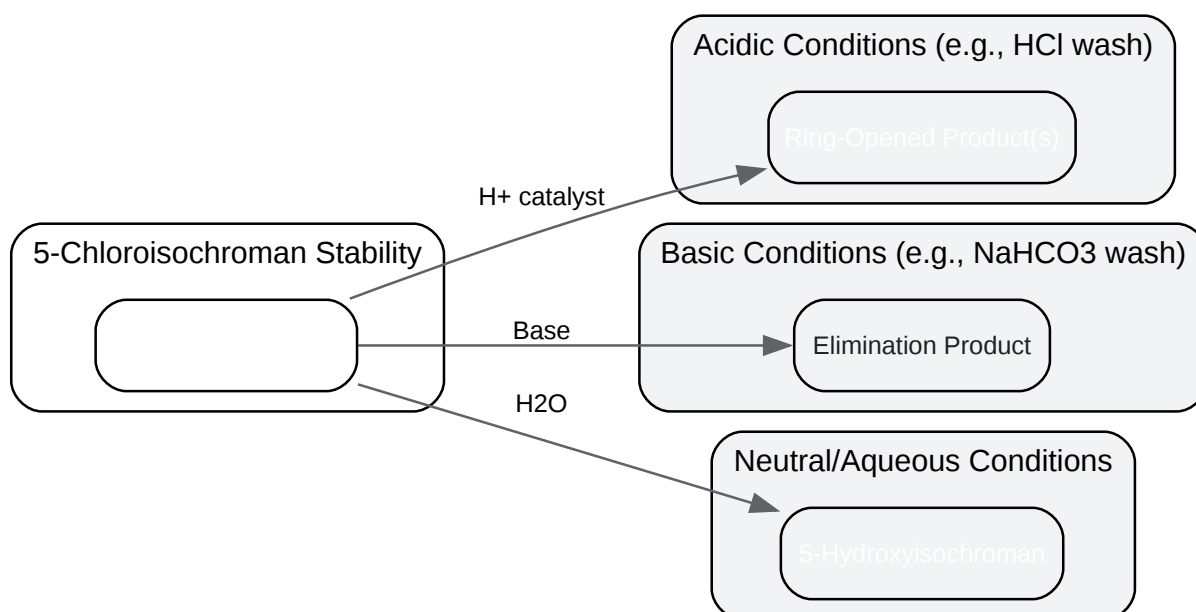 Acidic Conditions (e.g., HCl wash)
Ring-Opened Product(s)
H+ catalyst
5-Chloroisochroman Stability
Basic Conditions (e.g., NaHCO3 wash)
Base
Elimination Product
H2O
Neutral/Aqueous Conditions
5-Hydroxyisochroman